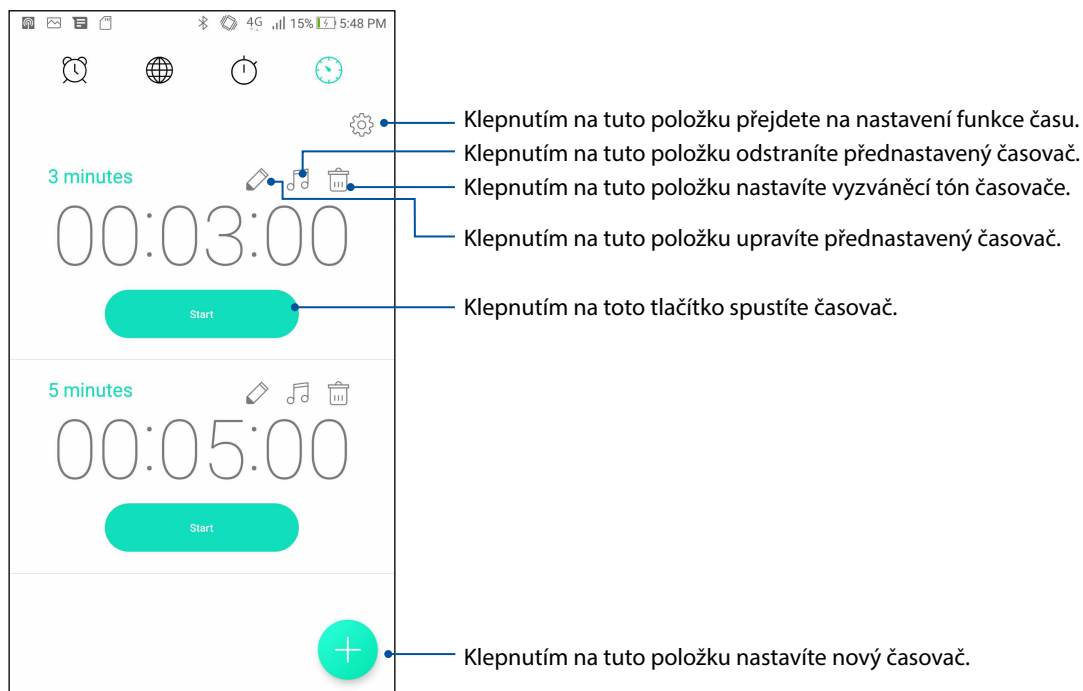 4G 15% 5:48 PM
Klepnutím na tuto položku přejdete na nastavení funkce času.
Klepnutím na tuto položku odstraníte přednastavený časovač.
3 minutes
Klepnutím na tuto položku nastavíte vyzváněcí tón časovače.
00:03:00
Klepnutím na tuto položku upravíte přednastavený časovač.
Start
Klepnutím na toto tlačítko spustíte časovač.
5 minutes
00:05:00
Start
Klepnutím na tuto položku nastavíte nový časovač.